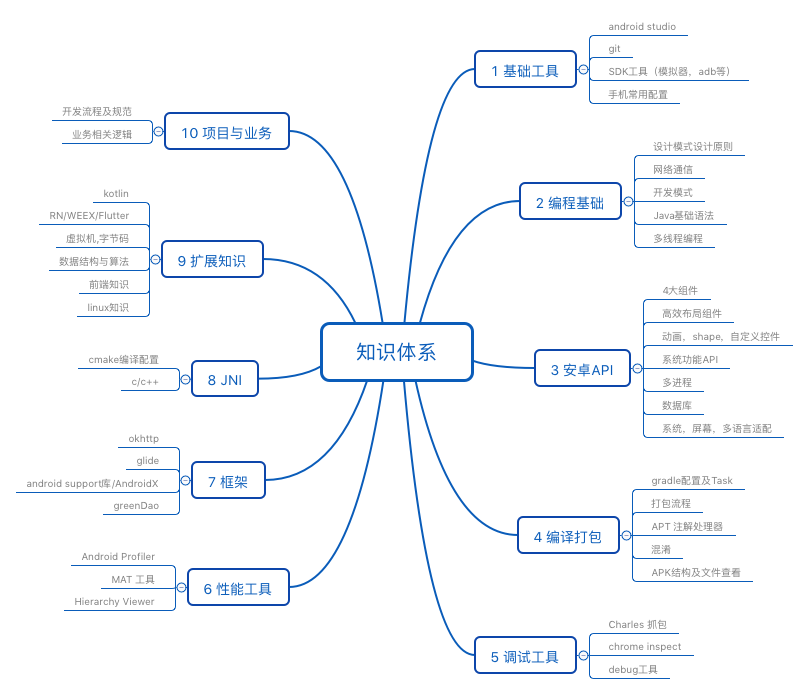 知识体系
1 基础工具
android studio
git
SDK工具（模拟器，adb等）
手机常用配置
2 编程基础
设计模式设计原则
网络通信
开发模式
Java基础语法
多线程编程
3 安卓API
4大组件
高效布局组件
动画，shape，自定义控件
系统功能API
多进程
数据库
系统，屏幕，多语言适配
4 编译打包
gradle配置及Task
打包流程
APT 注解处理器
混淆
APK结构及文件查看
5 调试工具
Charles 抓包
chrome inspect
debug工具
6 性能工具
Android Profiler
MAT 工具
Hierarchy Viewer
7 框架
okhttp
glide
android support库/AndroidX
greenDao
8 JNI
cmake编译配置
c/c++
9 扩展知识
kotlin
RN/WEEX/Flutter
虚拟机,字节码
数据结构与算法
前端知识
linux知识
10 项目与业务
开发流程及规范
业务相关逻辑